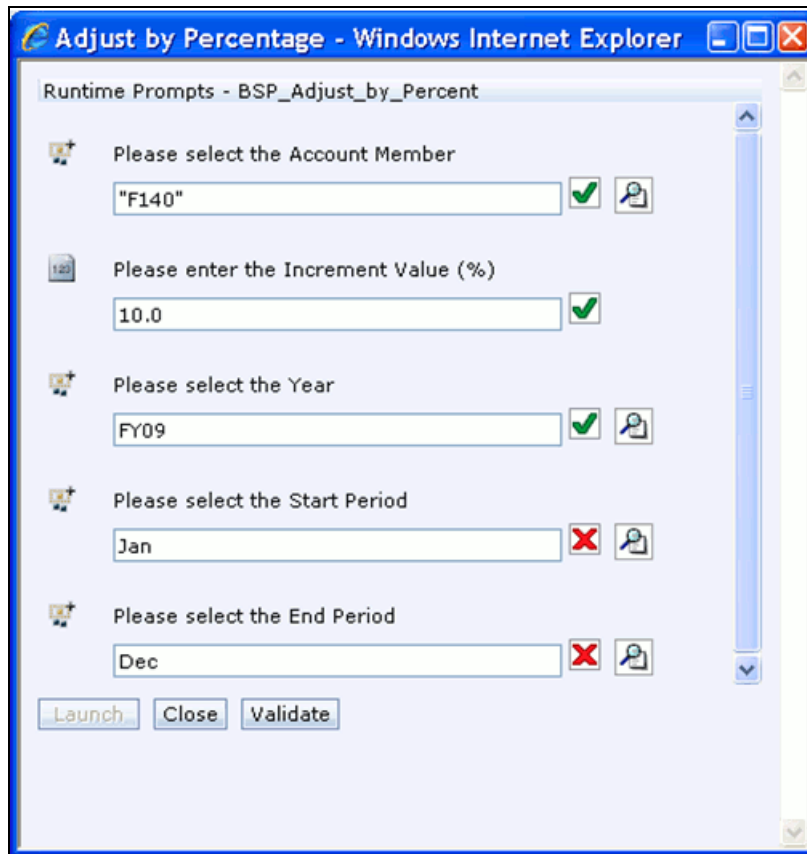 Adjust by Percentage - Windows Internet Explorer
Runtime Prompts - BSP_Adjust_by_Percent
Please select the Account Member
"F140"
123
Please enter the Increment Value (%)
10.0
Please select the Year
FY09
Please select the Start Period
Jan
Please select the End Period
Dec
Launch Close Validate